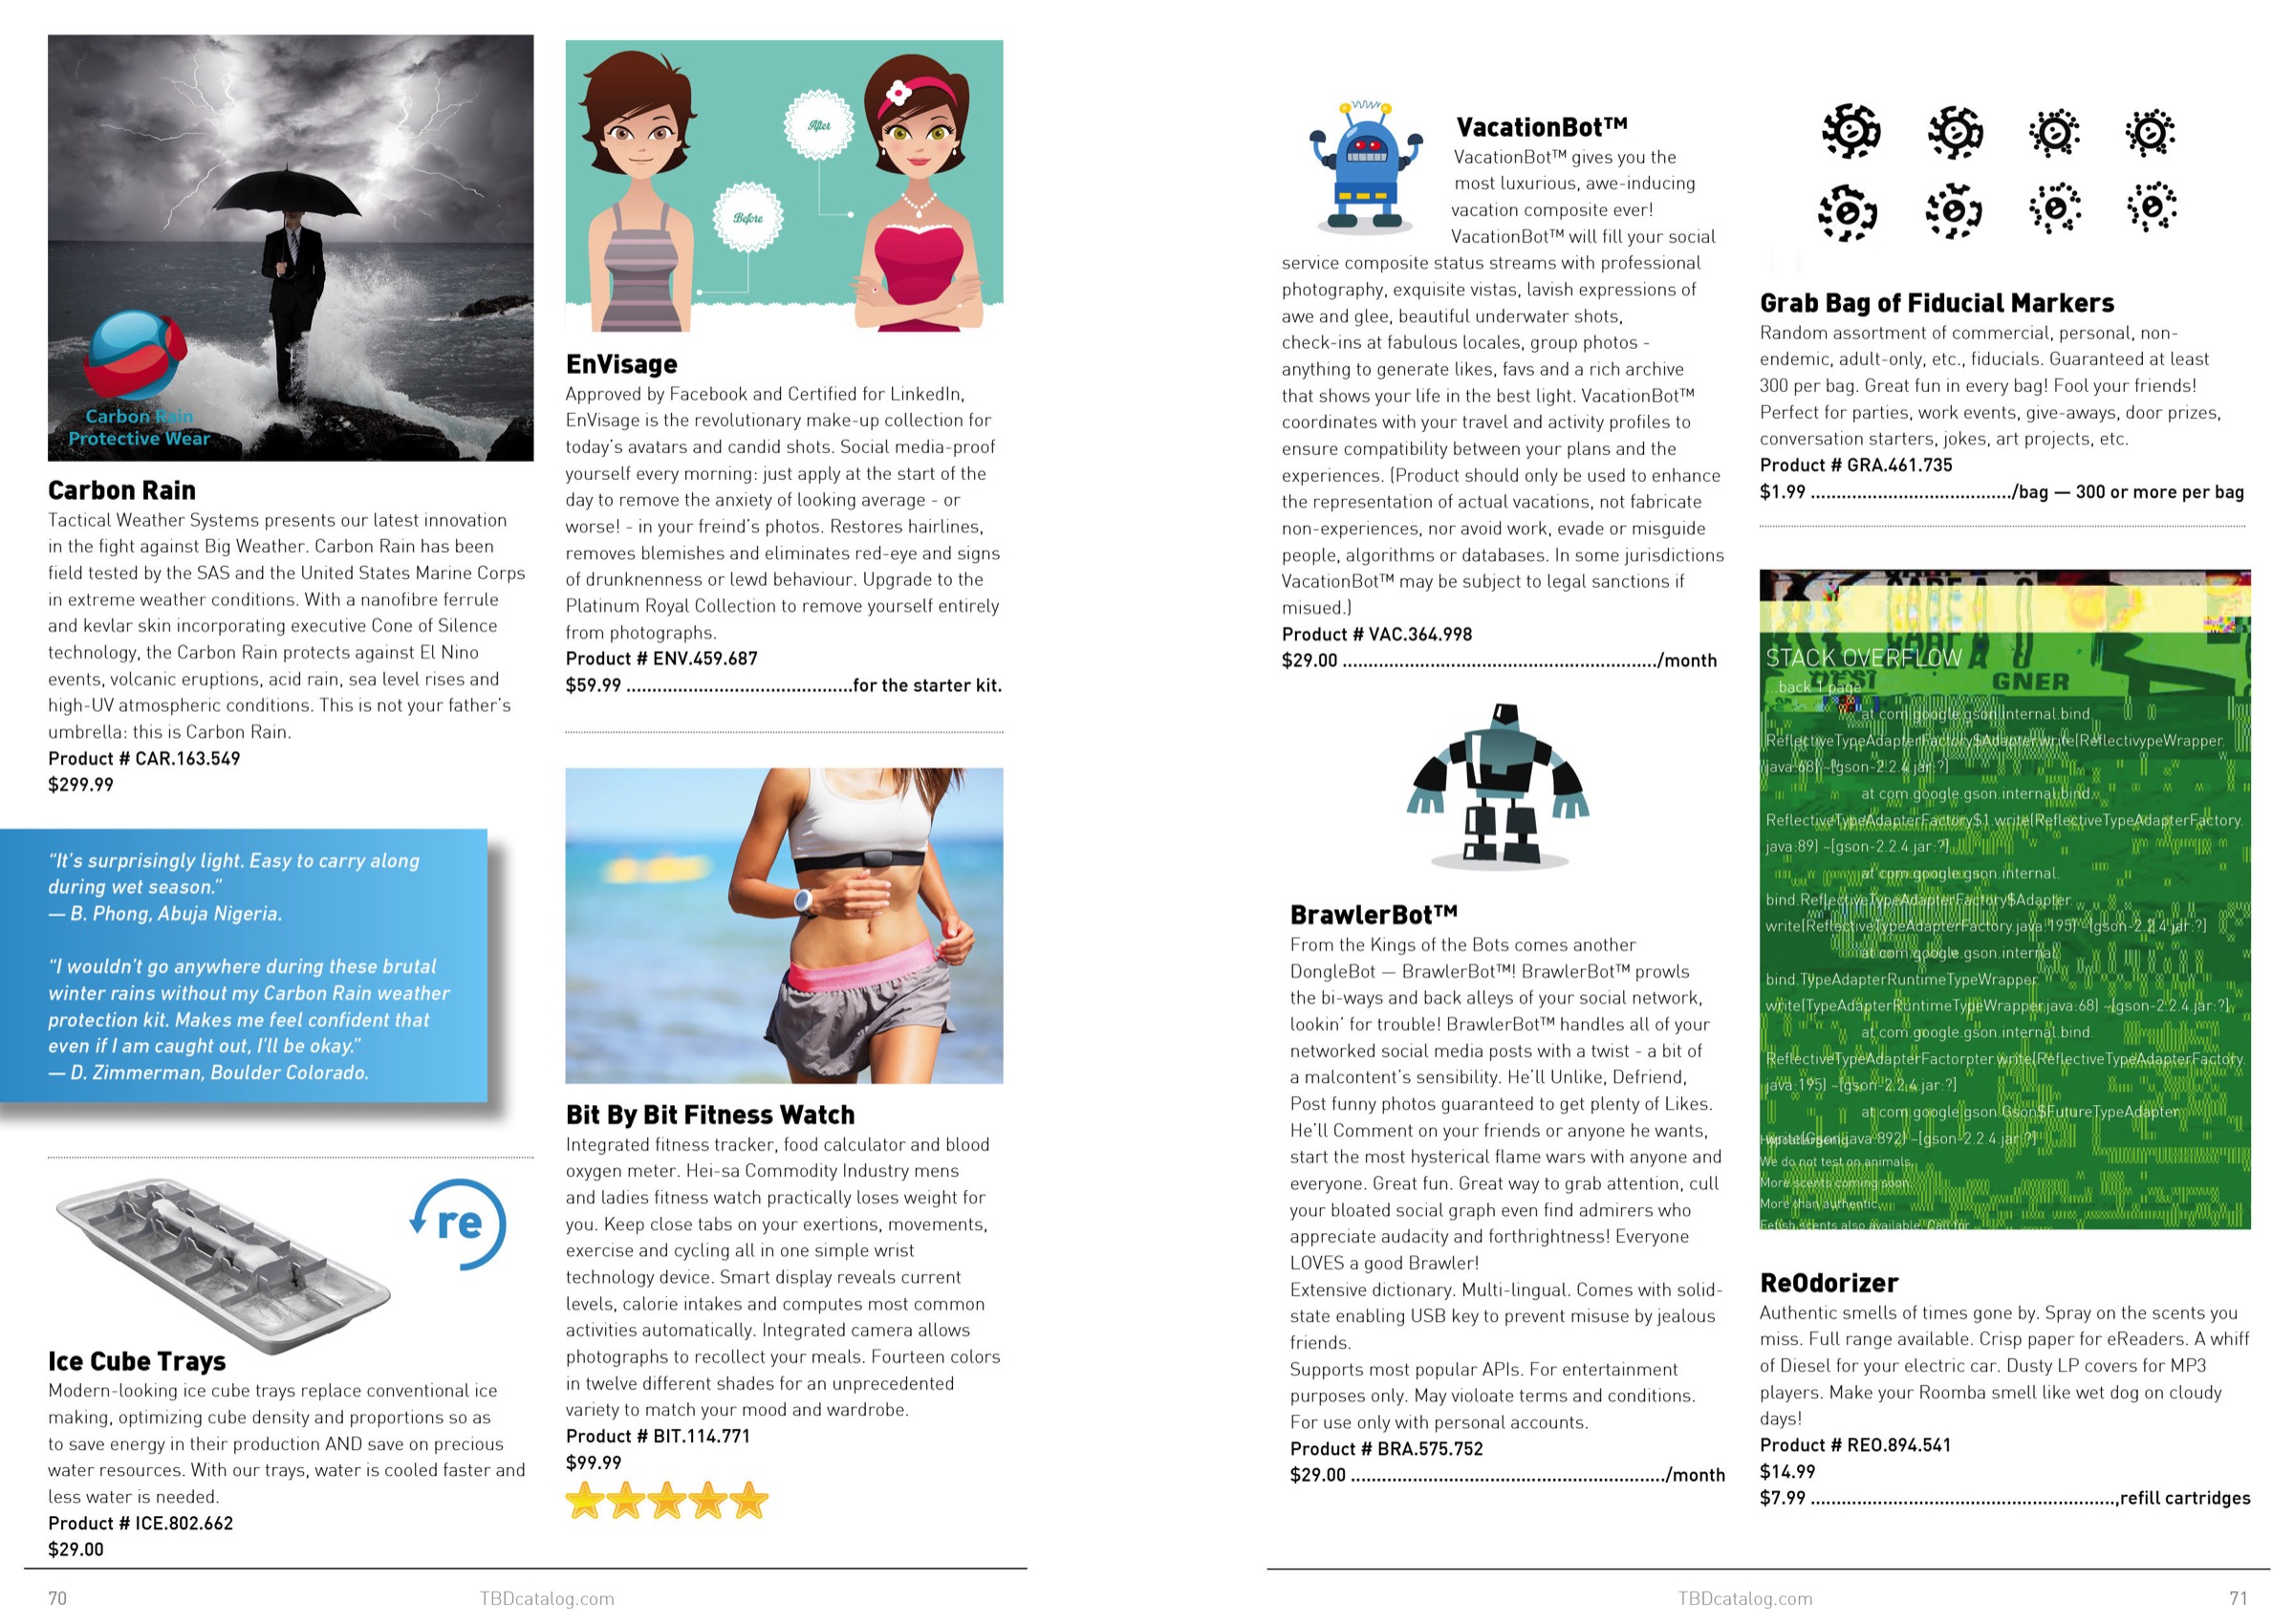 Carbon Rain
Protective Wear
Carbon Rain
Tactical Weather Systems presents our latest innovation
in the fight against Big Weather. Carbon Rain has been
field tested by the SAS and the United States Marine Corps
in extreme weather conditions. With a nanofibre ferrule
and kevlar skin incorporating executive Cone of Silence
technology, the Carbon Rain protects against El Nino
events, volcanic eruptions, acid rain, sea level rises and
high-UV atmospheric conditions. This is not your father's
umbrella: this is Carbon Rain.
Product # CAR.163.549
$299.99
"It's surprisingly light. Easy to carry along
during wet season."
— B. Phong, Abuja Nigeria.
"I wouldn't go anywhere during these brutal
winter rains without my Carbon Rain weather
protection kit. Makes me feel confident that
even if I am caught out, I'll be okay."
— D. Zimmerman, Boulder Colorado.
re
Ice Cube Trays
Modern-looking ice cube trays replace conventional ice
making, optimizing cube density and proportions so as
to save energy in their production AND save on precious
water resources. With our trays, water is cooled faster and
less water is needed.
Product # ICE.802.662
$29.00
After
Before
EnVisage
Approved by Facebook and Certified for LinkedIn,
EnVisage is the revolutionary make-up collection for
today's avatars and candid shots. Social media-proof
yourself every morning: just apply at the start of the
day to remove the anxiety of looking average - or
worse! - in your freind's photos. Restores hairlines,
removes blemishes and eliminates red-eye and signs
of drunknenness or lewd behaviour. Upgrade to the
Platinum Royal Collection to remove yourself entirely
from photographs.
Product # ENV.459.687
$59.99 ............................................for the starter kit.
Bit By Bit Fitness Watch
Integrated fitness tracker, food calculator and blood
oxygen meter. Hei-sa Commodity Industry mens
and ladies fitness watch practically loses weight for
you. Keep close tabs on your exertions, movements,
exercise and cycling all in one simple wrist
technology device. Smart display reveals current
levels, calorie intakes and computes most common
activities automatically. Integrated camera allows
photographs to recollect your meals. Fourteen colors
in twelve different shades for an unprecedented
variety to match your mood and wardrobe.
Product # BIT.114.771
$99.99
70
TBDcatalog.com
VacationBot™
VacationBot™ gives you the
most luxurious, awe-inducing
vacation composite ever!
VacationBot™ will fill your social
service composite status streams with professional
photography, exquisite vistas, lavish expressions of
awe and glee, beautiful underwater shots,
check-ins at fabulous locales, group photos -
anything to generate likes, favs and a rich archive
that shows your life in the best light. VacationBot™
coordinates with your travel and activity profiles to
ensure compatibility between your plans and the
experiences. (Product should only be used to enhance
the representation of actual vacations, not fabricate
non-experiences, nor avoid work, evade or misguide
people, algorithms or databases. In some jurisdictions
VacationBot™ may be subject to legal sanctions if
misued.)
Product # VAC.364.998
$29.00 .............................................................../month
BrawlerBot™
From the Kings of the Bots comes another
DongleBot — BrawlerBot™! BrawlerBot™ prowls
the bi-ways and back alleys of your social network,
lookin' for trouble! BrawlerBot™ handles all of your
networked social media posts with a twist - a bit of
a malcontent's sensibility. He'll Unlike, Defriend,
Post funny photos guaranteed to get plenty of Likes.
He'll Comment on your friends or anyone he wants,
start the most hysterical flame wars with anyone and
everyone. Great fun. Great way to grab attention, cull
your bloated social graph even find admirers who
appreciate audacity and forthrightness! Everyone
LOVES a good Brawler!
Extensive dictionary. Multi-lingual. Comes with solid-
state enabling USB key to prevent misuse by jealous
friends.
Supports most popular APIs. For entertainment
purposes only. May violoate terms and conditions.
For use only with personal accounts.
Product # BRA.575.752
$29.00 .............................................................../month
Grab Bag of Fiducial Markers
Random assortment of commercial, personal, non-
endemic, adult-only, etc., fiducials. Guaranteed at least
300 per bag. Great fun in every bag! Fool your friends!
Perfect for parties, work events, give-aways, door prizes,
conversation starters, jokes, art projects, etc.
Product # GRA.461.735
$1.99 ......................................./bag — 300 or more per bag
STACK OVERFLOW
GNER
...back 1 page
at com.google.gson.internal.bind.
ReflectiveTypeAdapterFactory$Adapter.write(ReflectivypeWrapper.
java:68) ~[gson-2.2.4.jar:?]
at com.google.gson.internal.bind.
ReflectiveTypeAdapterFactory$1.write(ReflectiveTypeAdapterFactory.
java:89) ~[gson-2.2.4.jar:?]
at com.google.gson.internal.
bind.ReflectiveTypeAdapterFactory$Adapter.
write(ReflectiveTypeAdapterFactory.java:195) ~[gson-2.2.4.jar:?]
at com.google.gson.internal.
bind.TypeAdapterRuntimeTypeWrapper.
write(TypeAdapterRuntimeTypeWrapper.java:68) ~[gson-2.2.4.jar:?]
at com.google.gson.internal.bind.
ReflectiveTypeAdapterFactorpter.write(ReflectiveTypeAdapterFactory.
java:195) ~[gson-2.2.4.jar:?]
at com.google.gson.Gson$FutureTypeAdapter.
write(Gson.java:892) ~[gson-2.2.4.jar:?]
We do not test on animals.
More scents coming soon.
More than authentic.
Fetish scents also available. Call for
ReOdorizer
Authentic smells of times gone by. Spray on the scents you
miss. Full range available. Crisp paper for eReaders. A whiff
of Diesel for your electric car. Dusty LP covers for MP3
players. Make your Roomba smell like wet dog on cloudy
days!
Product # REO.894.541
$14.99
$7.99 ............................................................,refill cartridges
TBDcatalog.com
71